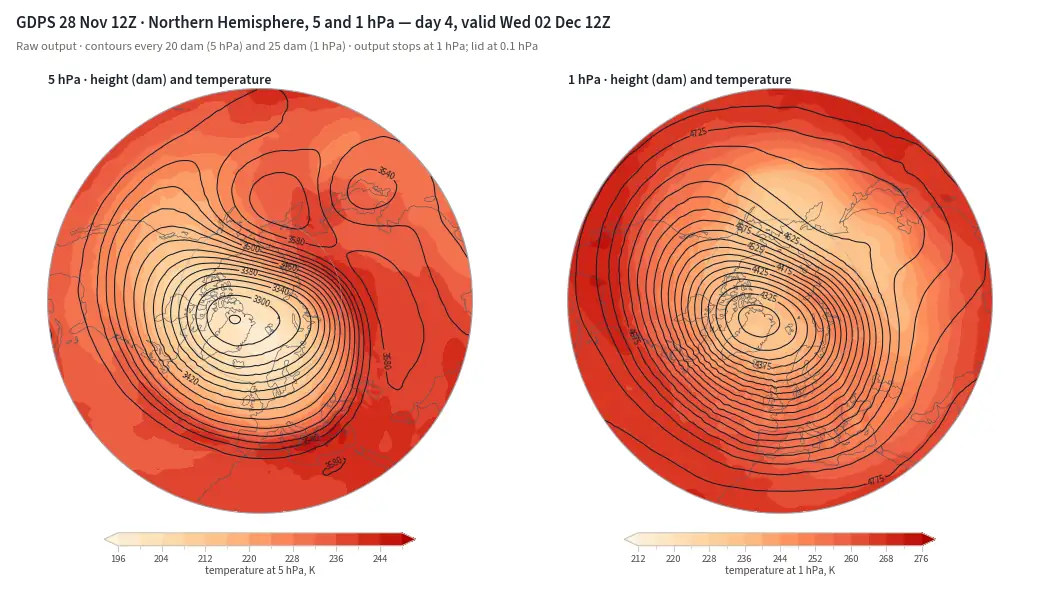 GDPS 28 Nov 12Z · Northern Hemisphere, 5 and 1 hPa — day 4, valid Wed 02 Dec 12Z
Raw output · contours every 20 dam (5 hPa) and 25 dam (1 hPa) · output stops at 1 hPa; lid at 0.1 hPa
5 hPa · height (dam) and temperature
1 hPa · height (dam) and temperature
3540
3580
3500
3380
3340
3300
3580
3420
3580
4725
4625
4525
4425
4475
4325
4375
4775
196 204 212 220 228 236 244
temperature at 5 hPa, K
212 220 228 236 244 252 260 268 276
temperature at 1 hPa, K